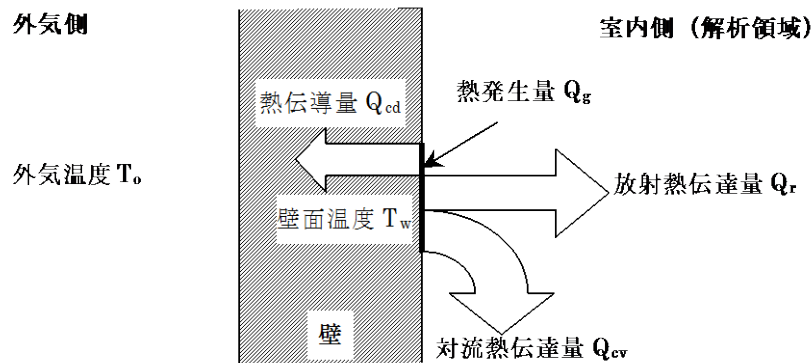 外気側
室内側 (解析領域)
熱伝導量 Qcd
熱発生量 Qg
外気温度 To
放射熱伝達量 Qr
壁面温度 Tw
壁
対流熱伝達量 Qcv